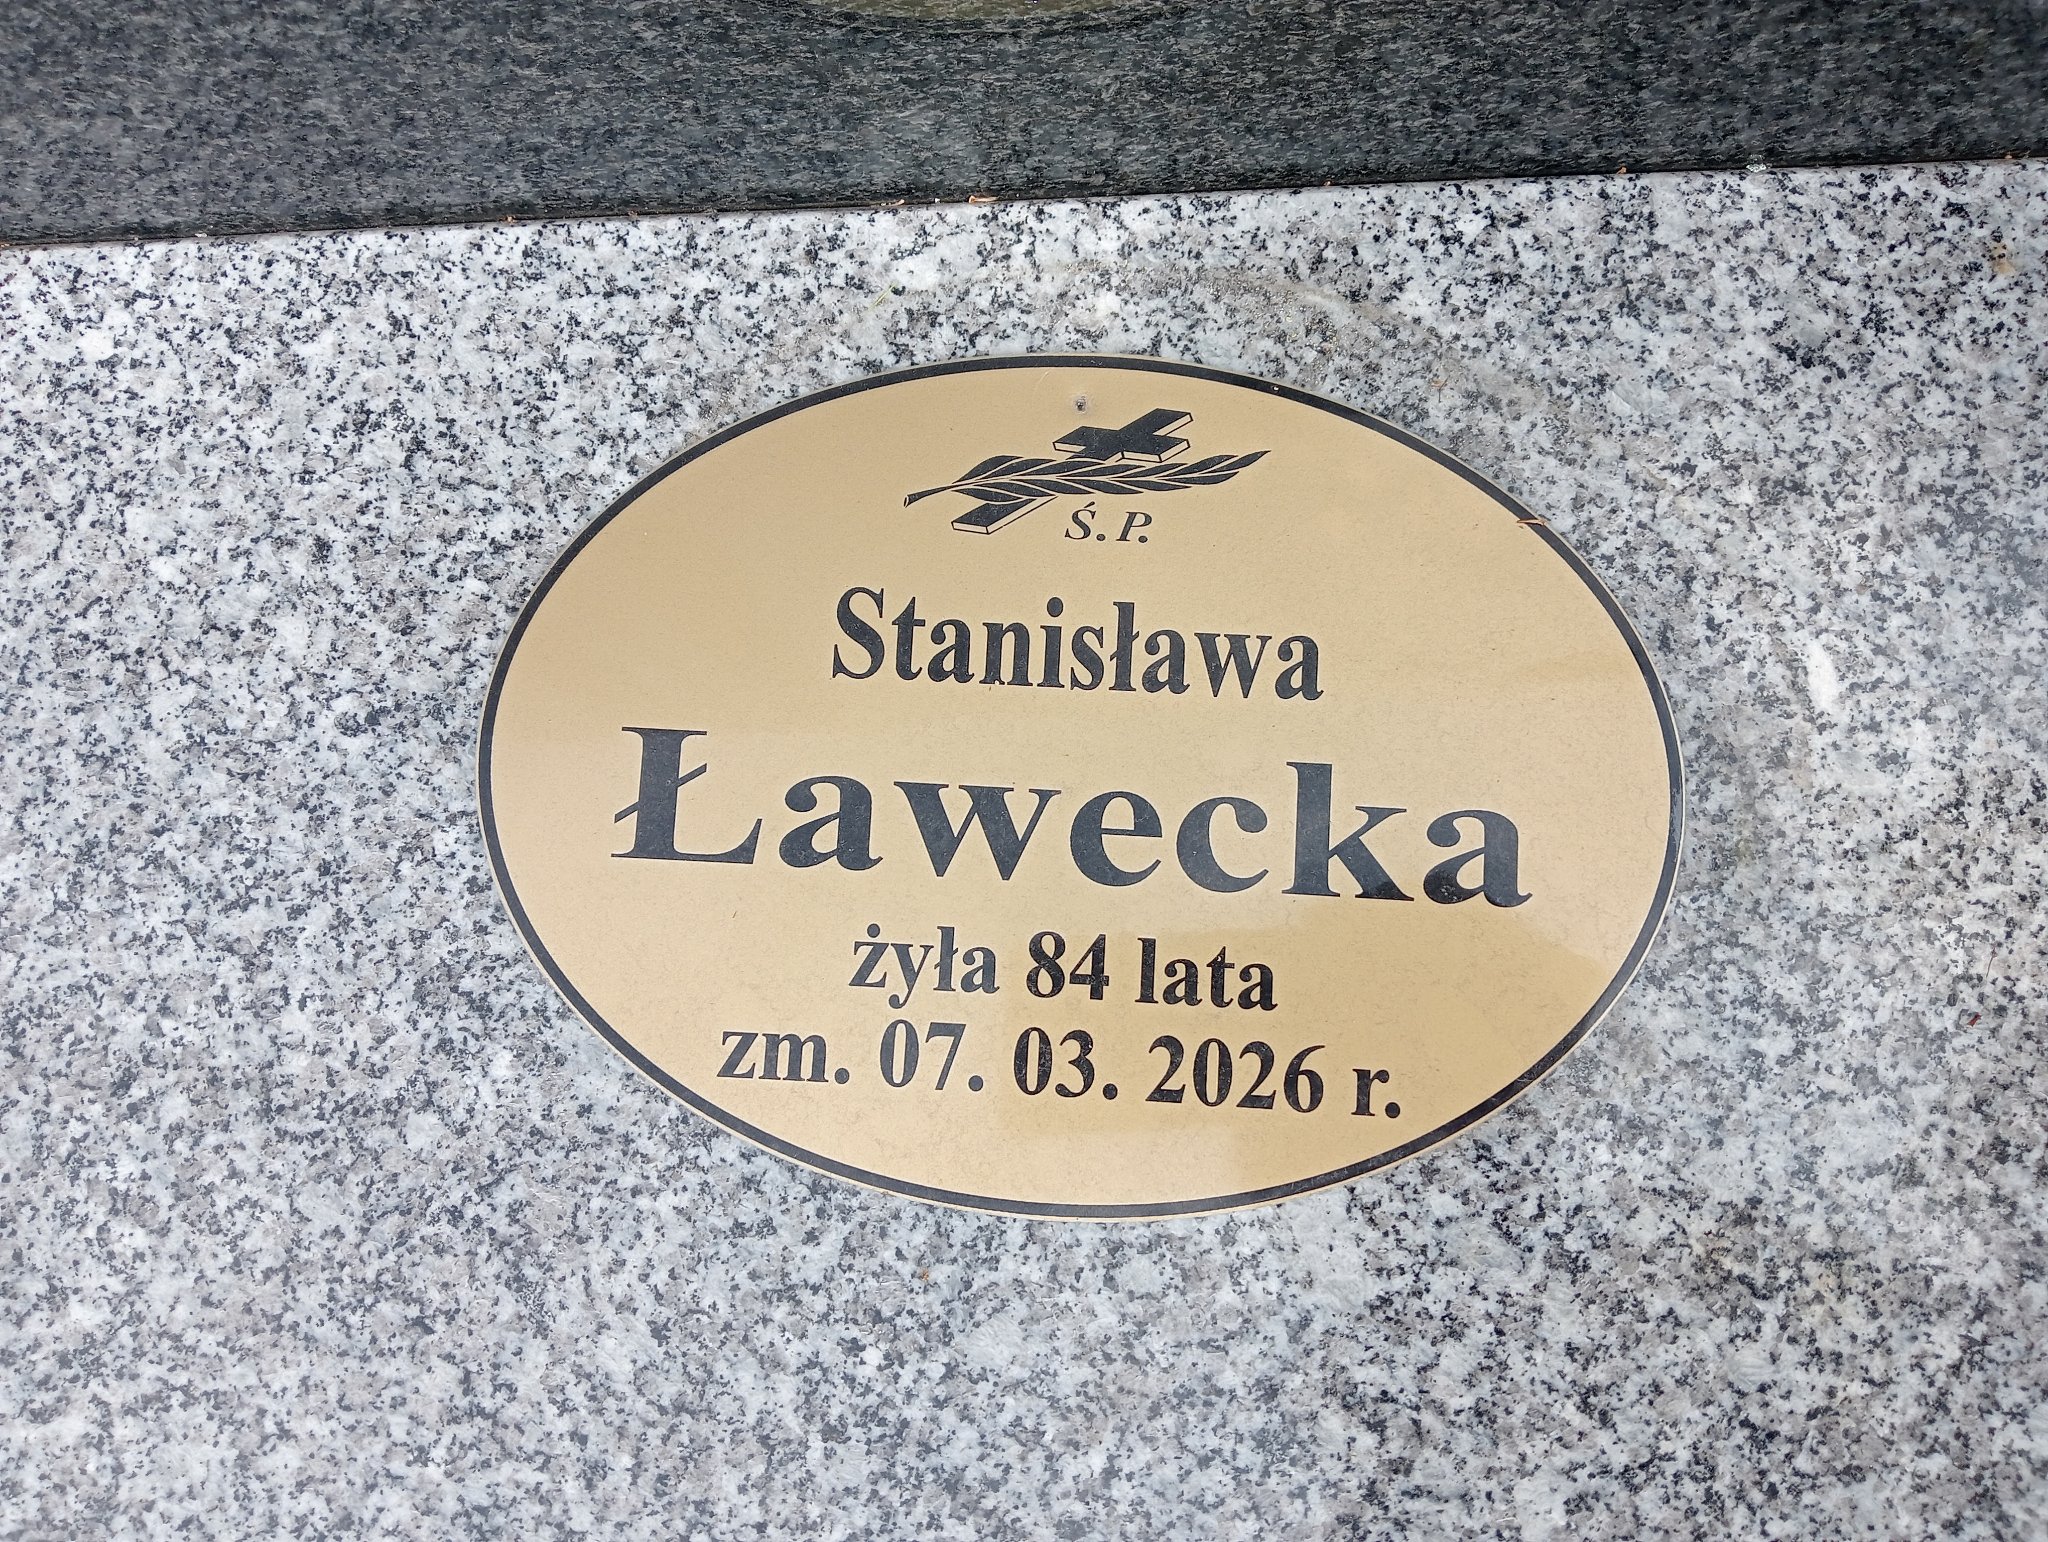 Ś. P.
Stanisława
Ławecka
żyła 84 lata
zm. 07. 03. 2026 r.